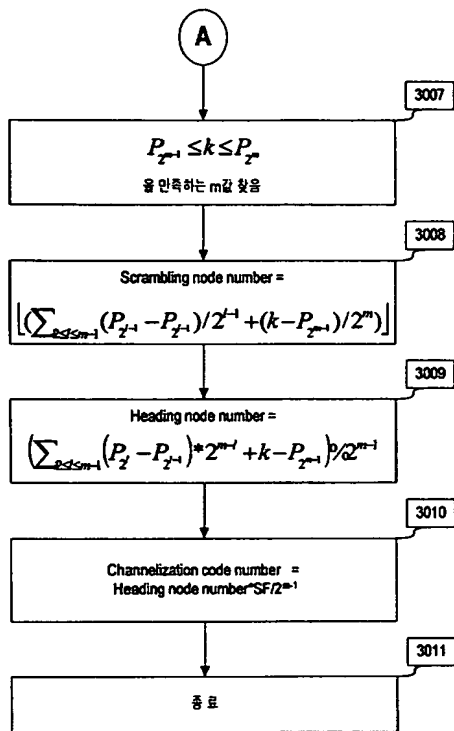 A
3007
P_{2^{m-1}} ≤ k ≤ P_{2^m}
을 만족하는 m값 찾음
3008
Scrambling node number =
⌊(∑_{2≤l≤m-1}(P_{2^{l-1}} − P_{2^{l-1}})/2^{l-1} + (k − P_{2^{m-1}})/2^m)⌋
3009
Heading node number =
(∑_{2≤l≤m-1}(P_{2^l} − P_{2^{l-1}})*2^{m-l} + k − P_{2^{m-1}})%2^{m-1}
3010
Channelization code number =
Heading node number*SF/2^{m-1}
3011
종 료